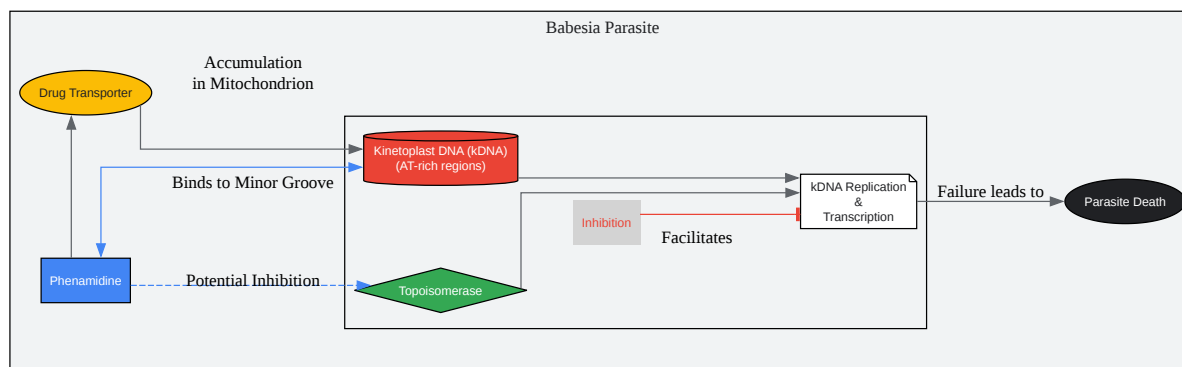 Babesia Parasite
Accumulation
in Mitochondrion
Drug Transporter
Kinetoplast DNA (kDNA)
(AT-rich regions)
Binds to Minor Groove
kDNA Replication
&
Transcription
Failure leads to
Parasite Death
Inhibition
Facilitates
Phenamidine
Potential Inhibition
Topoisomerase